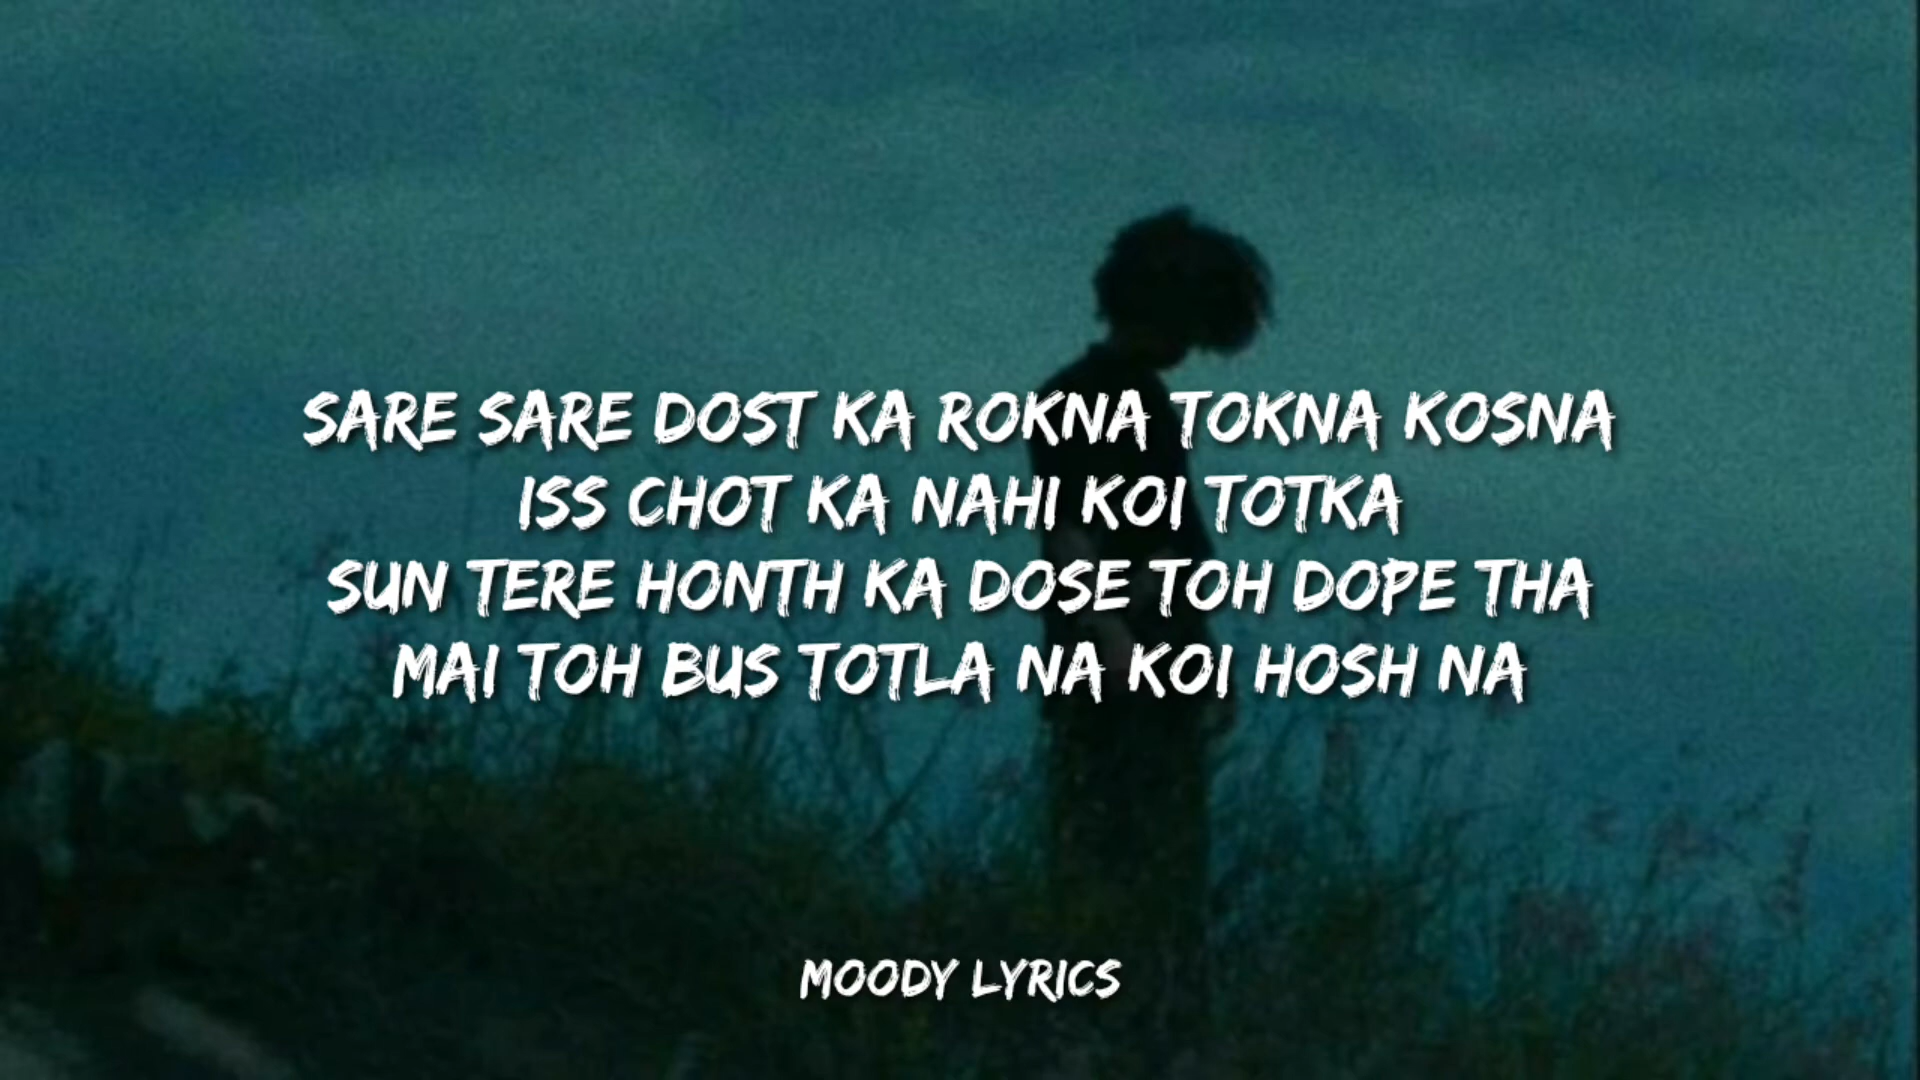 SARE SARE DOST KA ROKNA TOKNA KOSNA
ISS CHOT KA NAHI KOI TOTKA
SUN TERE HONTH KA DOSE TOH DOPE THA
MAI TOH BUS TOTLA NA KOI HOSH NA
MOODY LYRICS